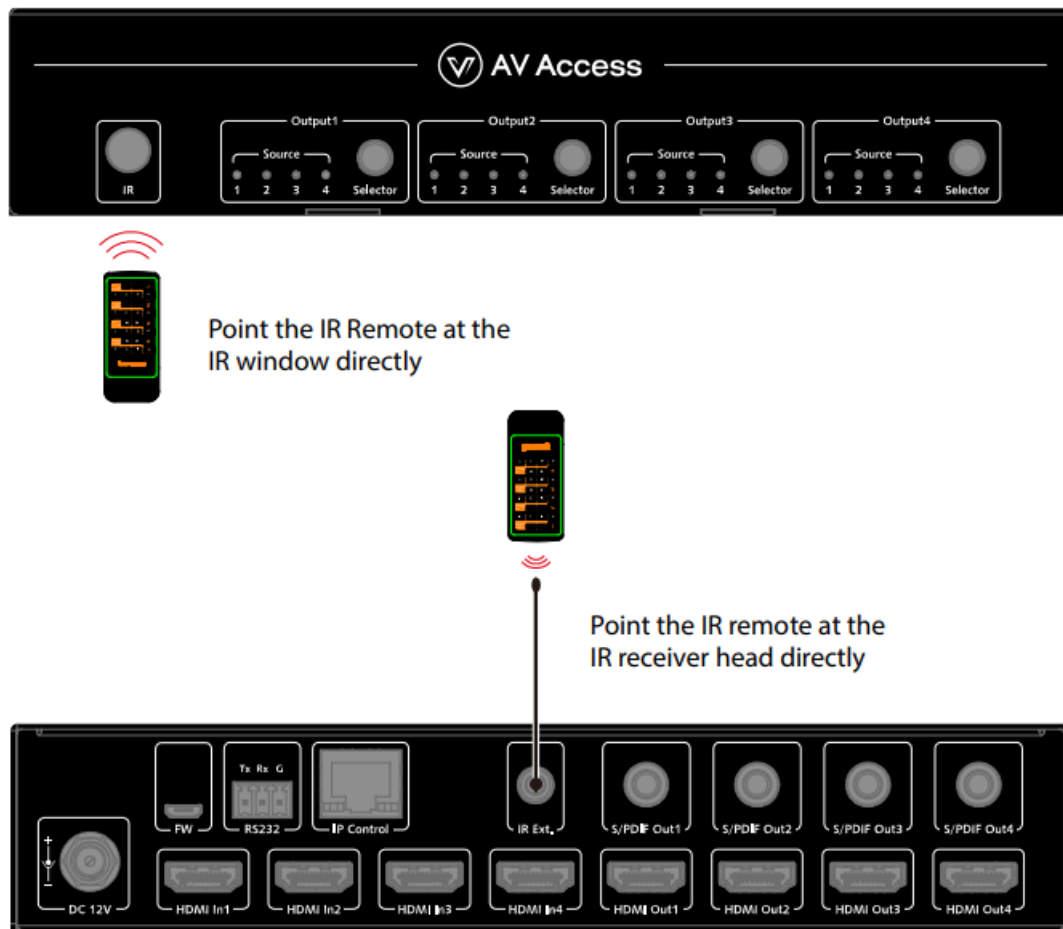 AV Access
Output1 Output2 Output3 Output4
Source Source Source Source
IR 1 2 3 4 Selector 1 2 3 4 Selector 1 2 3 4 Selector 1 2 3 4 Selector
Point the IR Remote at the
IR window directly
Point the IR remote at the
IR receiver head directly
Tx Rx G
FW RS232 IP Control IR Ext. S/PDIF Out1 S/PDIF Out2 S/PDIF Out3 S/PDIF Out4
+
-
DC 12V HDMI In1 HDMI In2 HDMI In3 HDMI In4 HDMI Out1 HDMI Out2 HDMI Out3 HDMI Out4